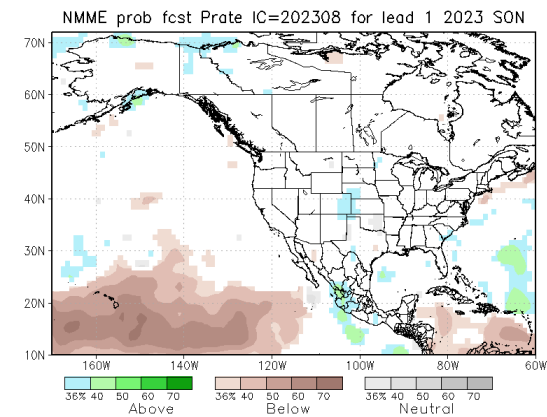 NMME prob fcst Prate IC=202308 for lead 1 2023 SON
70N
60N
50N
40N
30N
20N
10N
160W 140W 120W 100W 80W 60W
36% 40 50 60 70 36% 40 50 60 70 36% 40 50 60 70
Above Below Neutral